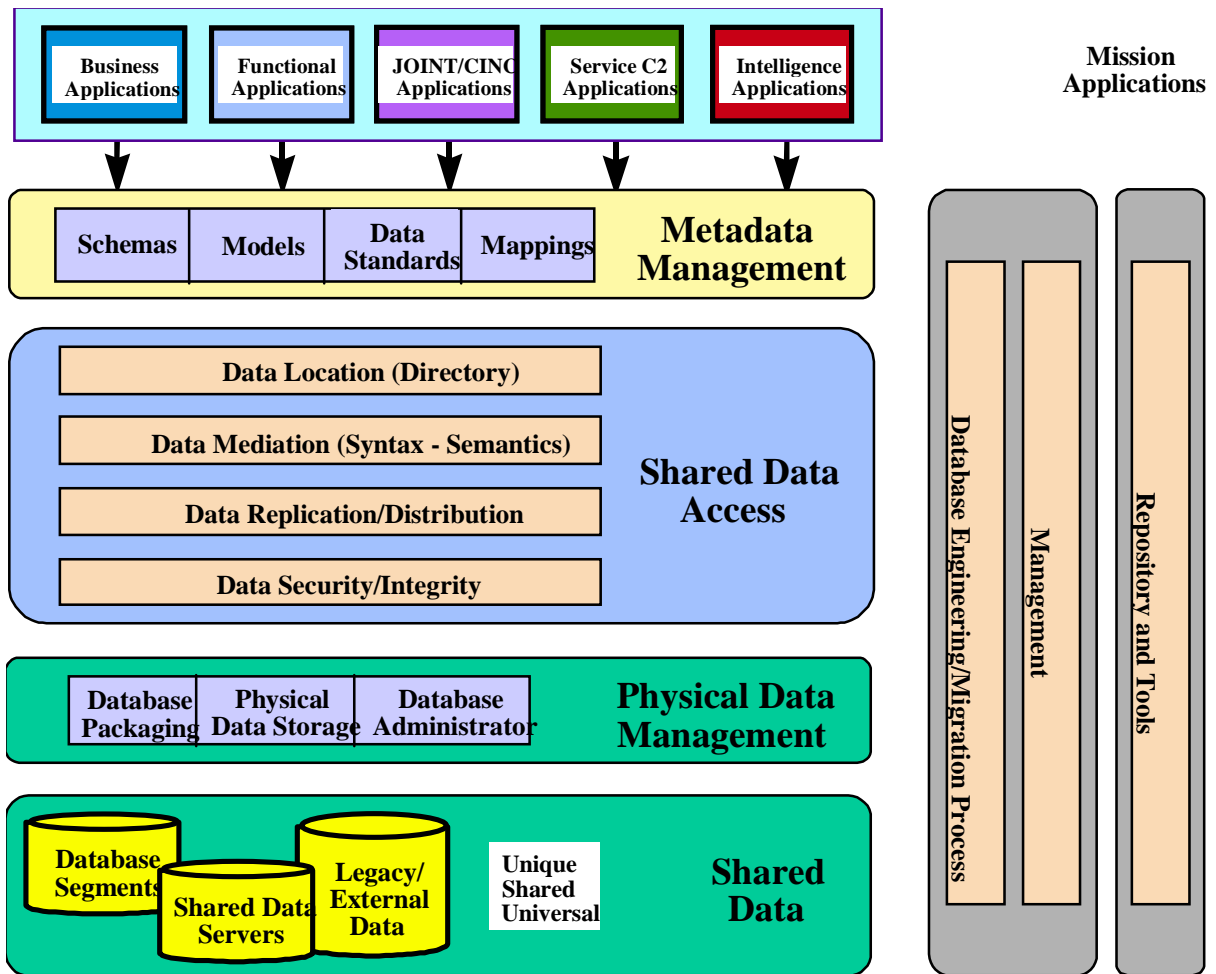 Business
Applications
Functional
Applications
JOINT/CINC
Applications
Service C2
Applications
Intelligence
Applications
Mission
Applications
Schemas
Models
Data
Standards
Mappings
Metadata
Management
Data Location (Directory)
Data Mediation (Syntax - Semantics)
Data Replication/Distribution
Data Security/Integrity
Shared Data
Access
Database
Packaging
Physical
Data Storage
Database
Administrator
Physical Data
Management
Database
Segments
Shared Data
Servers
Legacy/
External
Data
Unique
Shared
Universal
Shared
Data
Database Engineering/Migration Process
Management
Repository and Tools